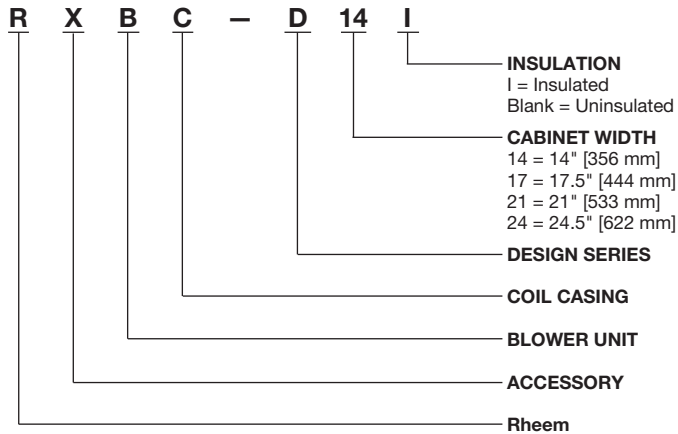 R X B C — D 14 I
INSULATION
I = Insulated
Blank = Uninsulated
CABINET WIDTH
14 = 14" [356 mm]
17 = 17.5" [444 mm]
21 = 21" [533 mm]
24 = 24.5" [622 mm]
DESIGN SERIES
COIL CASING
BLOWER UNIT
ACCESSORY
Rheem